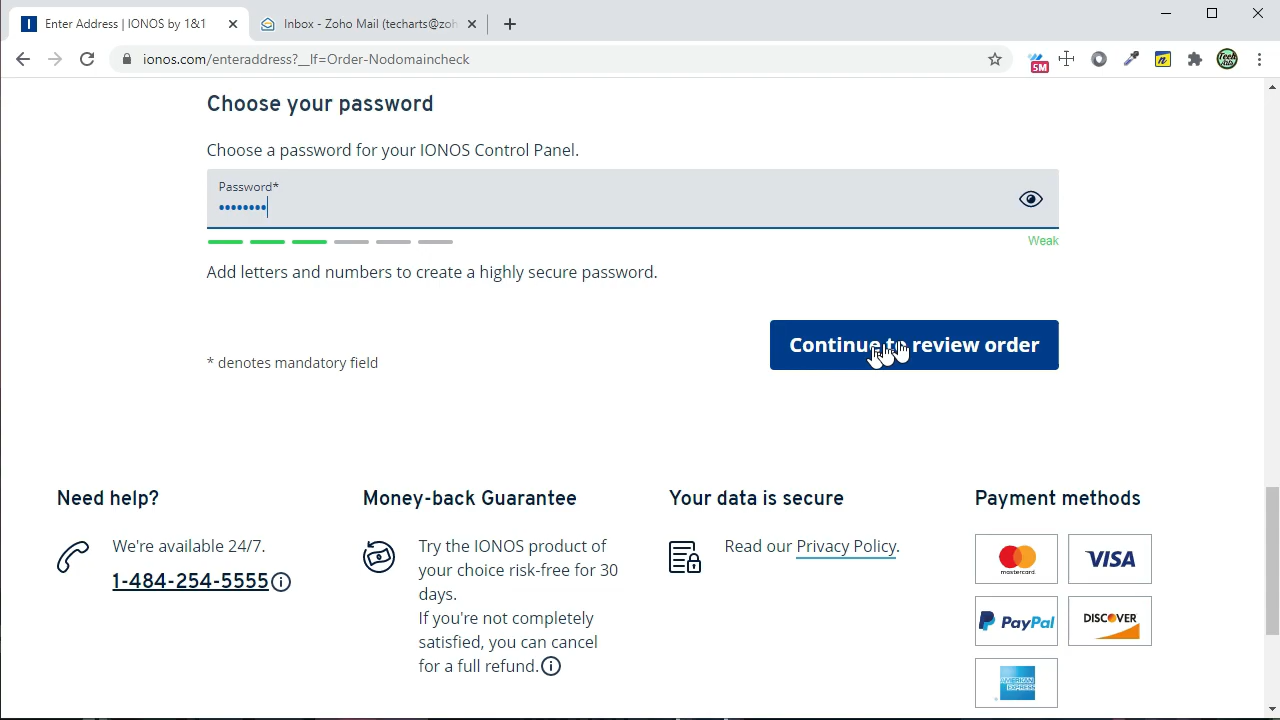 Enter Address | IONOS by 1&1
Inbox - Zoho Mail (techarts@zoh
ionos.com/enteraddress?__lf=Order-Nodomaincheck
5M
Choose your password
Choose a password for your IONOS Control Panel.
Password*
••••••••
Weak
Add letters and numbers to create a highly secure password.
* denotes mandatory field
Continue to review order
Need help?
We're available 24/7.
1-484-254-5555
Money-back Guarantee
Try the IONOS product of
your choice risk-free for 30
days.
If you're not completely
satisfied, you can cancel
for a full refund.
Your data is secure
Read our Privacy Policy.
Payment methods
mastercard.
VISA
PayPal
DISCOVER
AMERICAN
EXPRESS